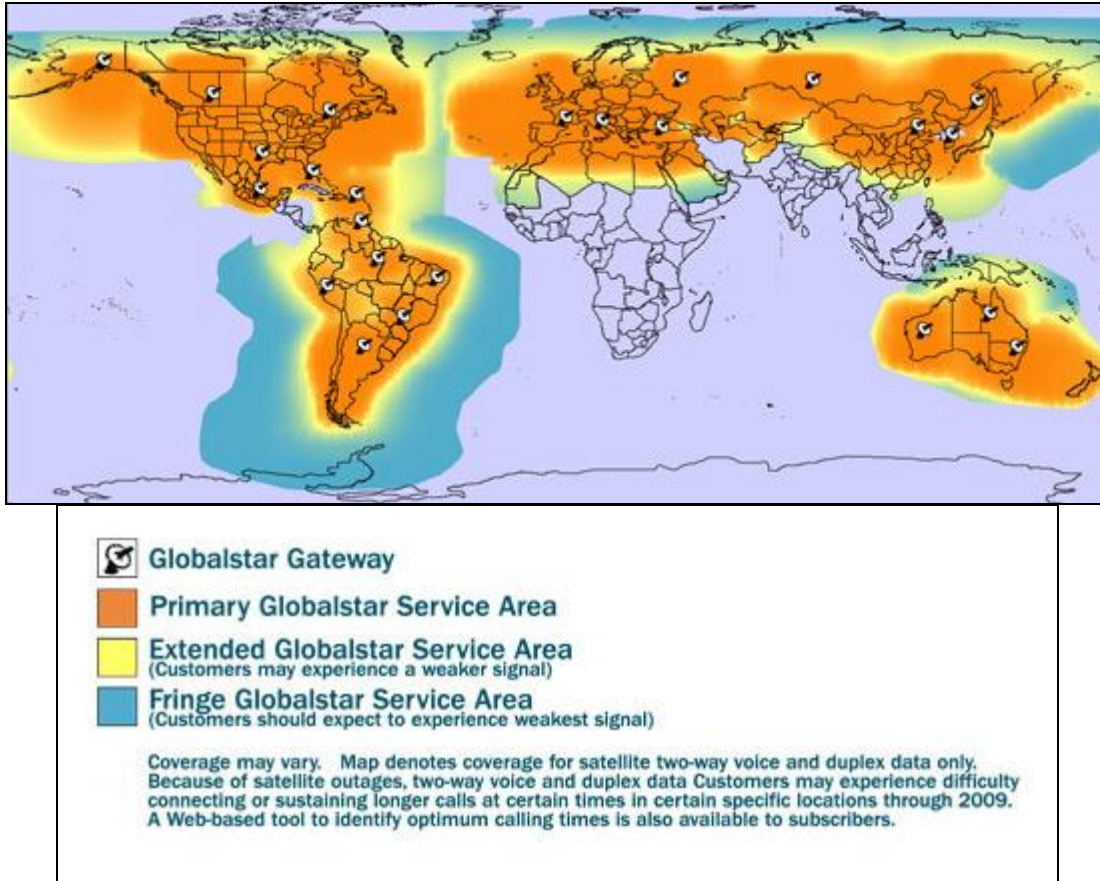 Globalstar Gateway
Primary Globalstar Service Area
Extended Globalstar Service Area
(Customers may experience a weaker signal)
Fringe Globalstar Service Area
(Customers should expect to experience weakest signal)
Coverage may vary. Map denotes coverage for satellite two-way voice and duplex data only.
Because of satellite outages, two-way voice and duplex data Customers may experience difficulty
connecting or sustaining longer calls at certain times in certain specific locations through 2009.
A Web-based tool to identify optimum calling times is also available to subscribers.